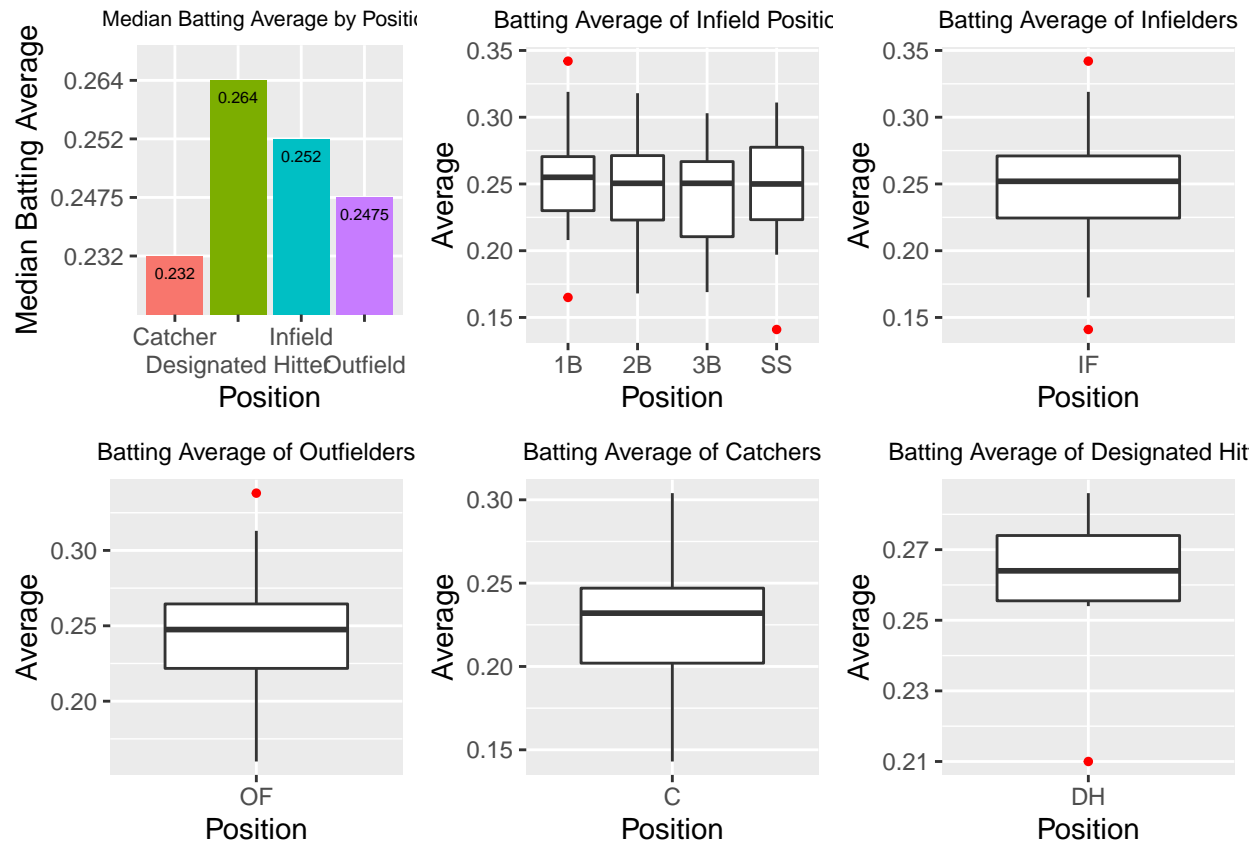 Median Batting Average by Positic
Median Batting Average
0.264
0.252
0.2475
0.232
0.232
0.264
0.252
0.2475
Catcher
Infield
Designated Hitter
Outfield
Position
Batting Average of Infield Positic
Average
0.35
0.30
0.25
0.20
0.15
1B 2B 3B SS
Position
Batting Average of Infielders
Average
0.35
0.30
0.25
0.20
0.15
IF
Position
Batting Average of Outfielders
Average
0.30
0.25
0.20
OF
Position
Batting Average of Catchers
Average
0.30
0.25
0.20
0.15
C
Position
Batting Average of Designated Hitt
Average
0.27
0.25
0.23
0.21
DH
Position